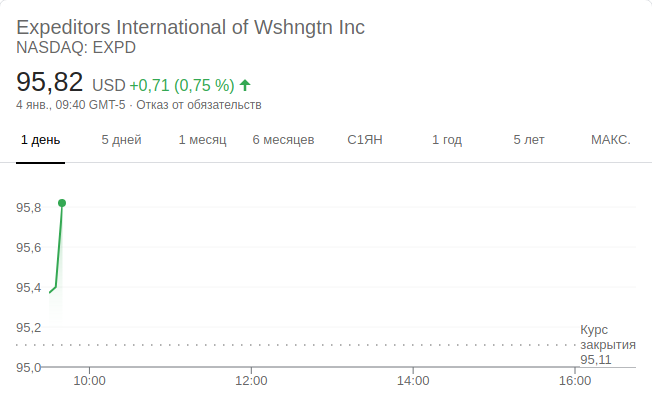 Expeditors International of Wshngtn Inc
NASDAQ: EXPD
95,82 USD +0,71 (0,75 %)
4 янв., 09:40 GMT-5 · Отказ от обязательств
1 день 5 дней 1 месяц 6 месяцев С1ЯН 1 год 5 лет МАКС.
95,8
95,6
95,4
95,2
95,0
Курс
закрытия
95,11
10:00 12:00 14:00 16:00